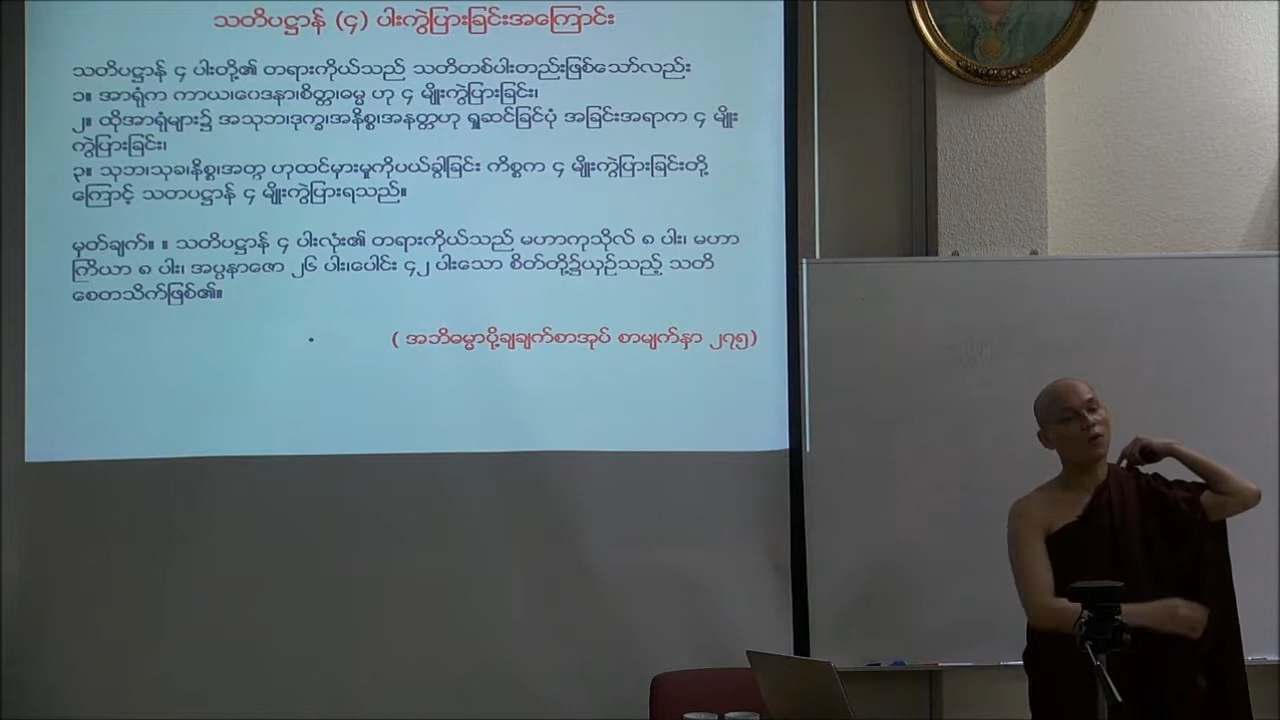 သတိပဋ္ဌာန် (၄) ပါးကွဲပြားခြင်းအကြောင်း
သတိပဋ္ဌာန် ၄ ပါးတို့၏ တရားကိုယ်သည် သတိတစ်ပါးတည်းဖြစ်သော်လည်း
၁။ အာရုံက ကာယ၊ဝေဒနာ၊စိတ္တ၊ဓမ္မ ဟု ၄ မျိုးကွဲပြားခြင်း၊
၂။ ထိုအာရုံများ၌ အသုဘ၊ဒုက္ခ၊အနိစ္စ၊အနတ္တဟု ရှုဆင်ခြင်ပုံ အခြင်းအရာက ၄ မျိုး
ကွဲပြားခြင်း၊
၃။ သုဘ၊သုခ၊နိစ္စ၊အတ္တ ဟုထင်မှားမှုကိုပယ်ခွါခြင်း ကိစ္စက ၄ မျိုးကွဲပြားခြင်းတို့
ကြောင့် သတပဋ္ဌာန် ၄ မျိုးကွဲပြားရသည်။
မှတ်ချက်။ ။ သတိပဋ္ဌာန် ၄ ပါးလုံး၏ တရားကိုယ်သည် မဟာကုသိုလ် ၈ ပါး၊ မဟာ
ကြိယာ ၈ ပါး၊ အပ္ပနာဇော ၂၆ ပါး၊ပေါင်း ၄၂ ပါးသော စိတ်တို့၌ယှဉ်သည့် သတိ
စေတသိက်ဖြစ်၏။
( အဘိဓမ္မာပို့ချချက်စာအုပ် စာမျက်နှာ ၂၇၅)